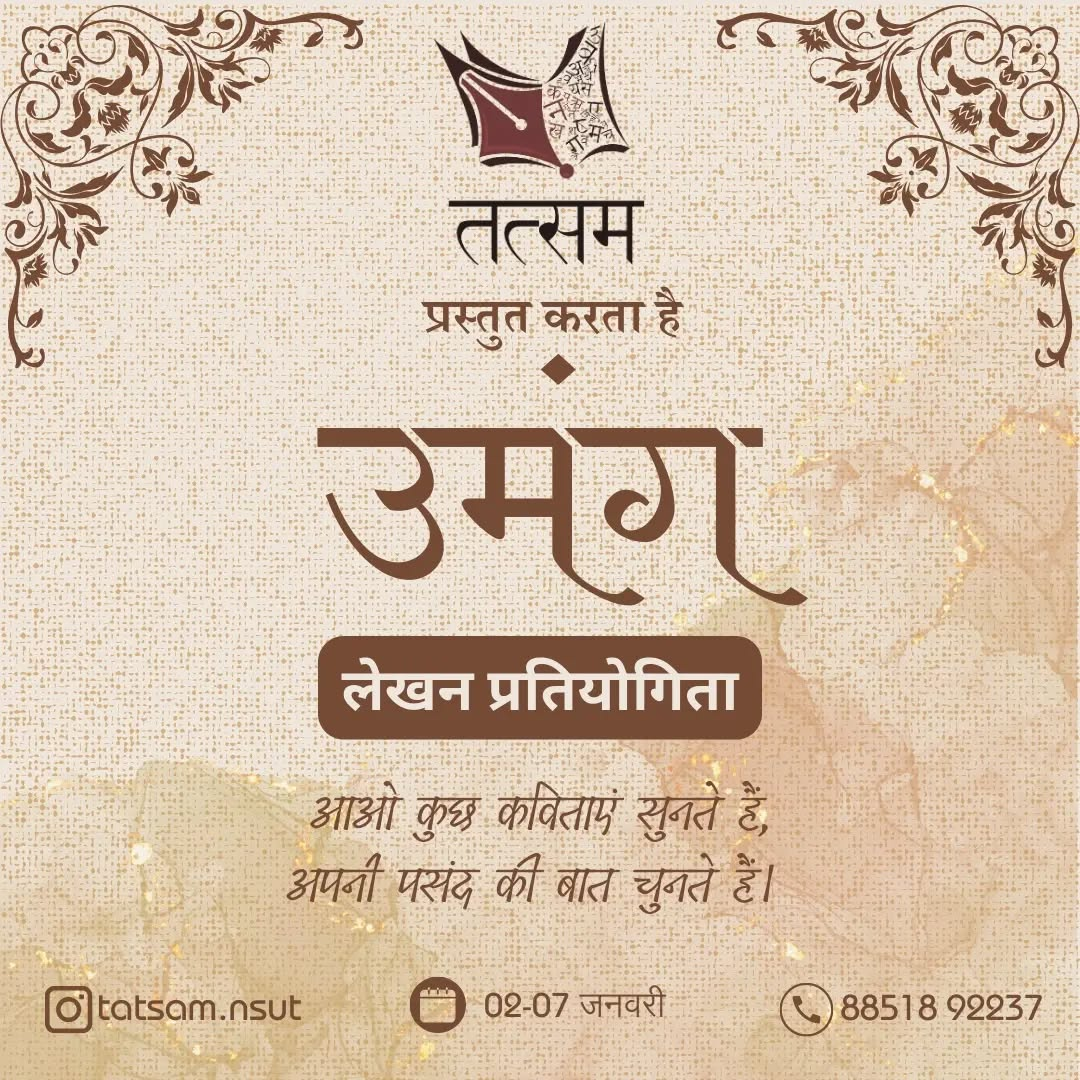 तत्सम
प्रस्तुत करता है
उमंग
लेखन प्रतियोगिता
आओ कुछ कविताएं सुनते हैं,
अपनी पसंद की बात चुनते हैं।
tatsam.nsut
02-07 जनवरी
88518 92237